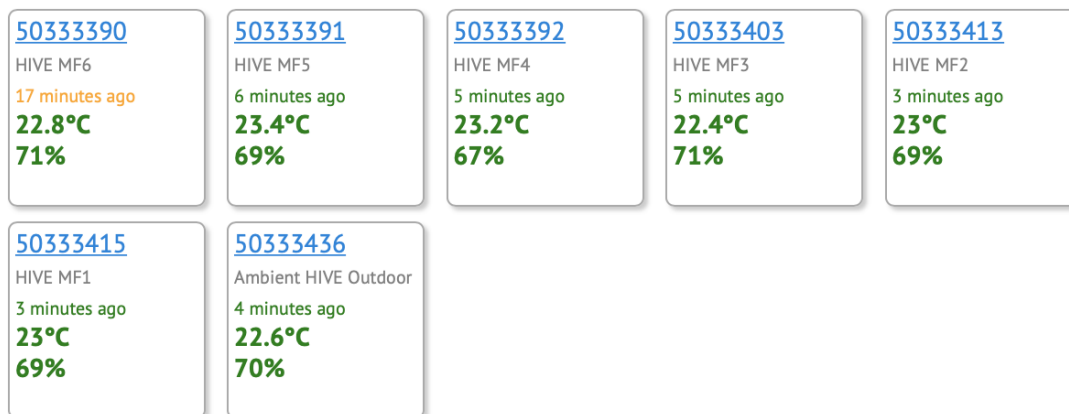 50333390
HIVE MF6
17 minutes ago
22.8°C
71%
50333391
HIVE MF5
6 minutes ago
23.4°C
69%
50333392
HIVE MF4
5 minutes ago
23.2°C
67%
50333403
HIVE MF3
5 minutes ago
22.4°C
71%
50333413
HIVE MF2
3 minutes ago
23°C
69%
50333415
HIVE MF1
3 minutes ago
23°C
69%
50333436
Ambient HIVE Outdoor
4 minutes ago
22.6°C
70%